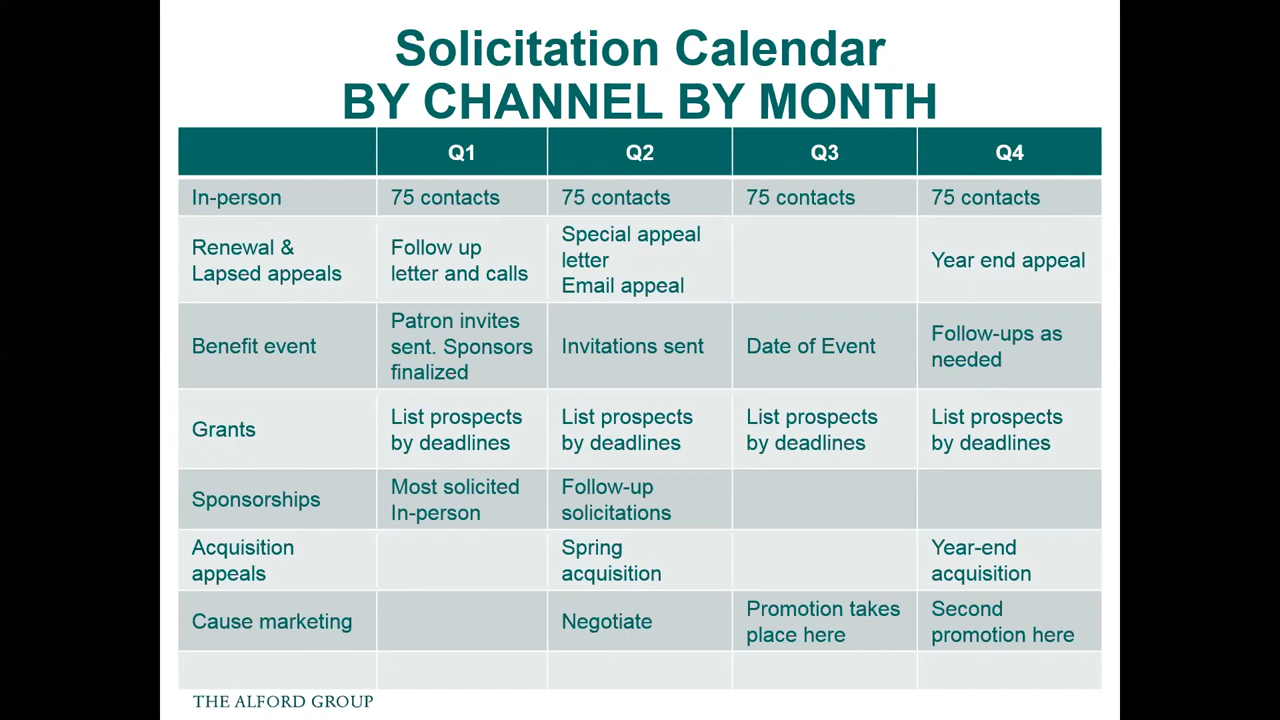 Solicitation Calendar
BY CHANNEL BY MONTH
Q1 Q2 Q3 Q4
In-person 75 contacts 75 contacts 75 contacts 75 contacts
Renewal &
Lapsed appeals
Follow up
letter and calls
Special appeal
letter
Email appeal
Year end appeal
Benefit event
Patron invites
sent. Sponsors
finalized
Invitations sent
Date of Event
Follow-ups as
needed
Grants
List prospects
by deadlines
List prospects
by deadlines
List prospects
by deadlines
List prospects
by deadlines
Sponsorships
Most solicited
In-person
Follow-up
solicitations
Acquisition
appeals
Spring
acquisition
Year-end
acquisition
Cause marketing
Negotiate
Promotion takes
place here
Second
promotion here
THE ALFORD GROUP